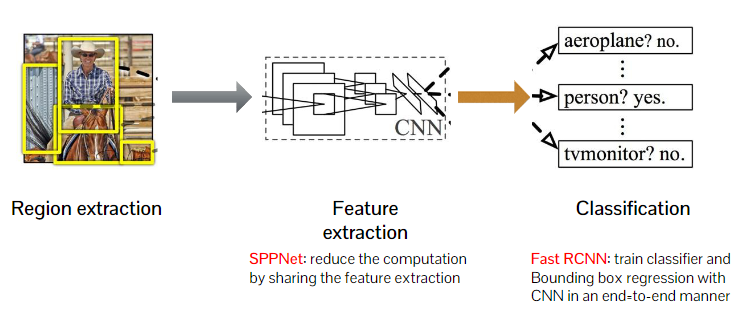 aeroplane? no.
person? yes.
CNN
tvmonitor? no.
Region extraction
Feature
extraction
Classification
SPPNet: reduce the computation
by sharing the feature extraction
Fast RCNN: train classifier and
Bounding box regression with
CNN in an end-to-end manner